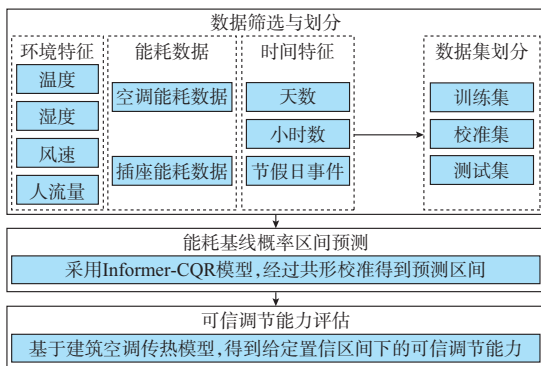 数据筛选与划分
环境特征
温度
湿度
风速
人流量
能耗数据
空调能耗数据
插座能耗数据
时间特征
天数
小时数
节假日事件
数据集划分
训练集
校准集
测试集
能耗基线概率区间预测
采用Informer-CQR模型,经过共形校准得到预测区间
可信调节能力评估
基于建筑空调传热模型,得到给定置信区间下的可信调节能力